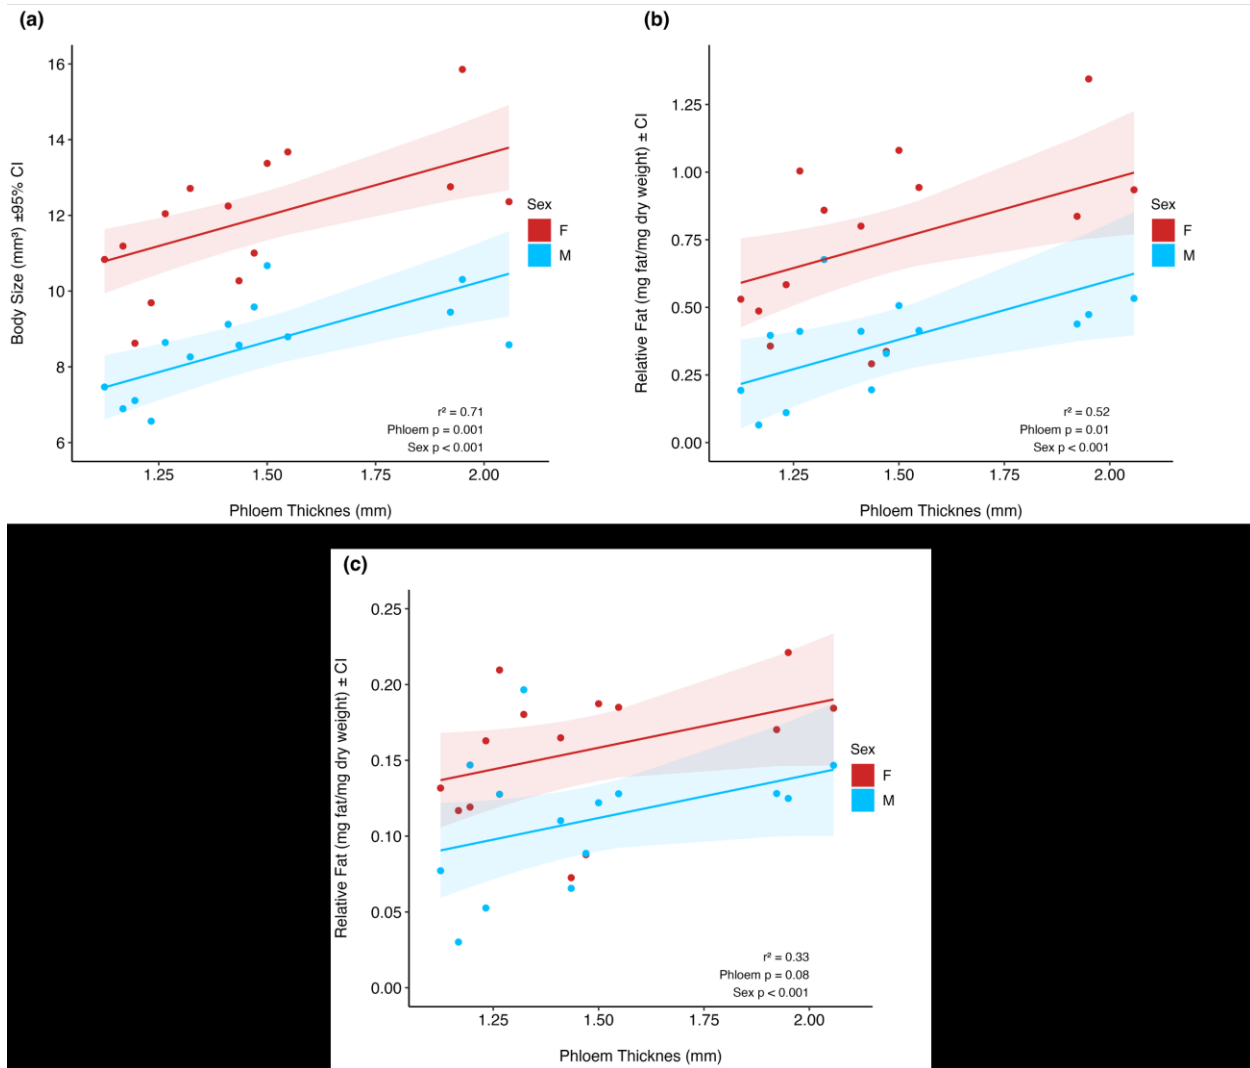 (a)
16
14
12
10
8
6
Body Size (mm³) ±95% CI
1.25 1.50 1.75 2.00
Phloem Thicknes (mm)
r² = 0.71
Phloem p = 0.001
Sex p < 0.001
Sex
F
M
(b)
1.25
1.00
0.75
0.50
0.25
0.00
Relative Fat (mg fat/mg dry weight) ± CI
1.25 1.50 1.75 2.00
Phloem Thicknes (mm)
r² = 0.52
Phloem p = 0.01
Sex p < 0.001
Sex
F
M
(c)
0.25
0.20
0.15
0.10
0.05
0.00
Relative Fat (mg fat/mg dry weight) ± CI
1.25 1.50 1.75 2.00
Phloem Thicknes (mm)
r² = 0.33
Phloem p = 0.08
Sex p < 0.001
Sex
F
M